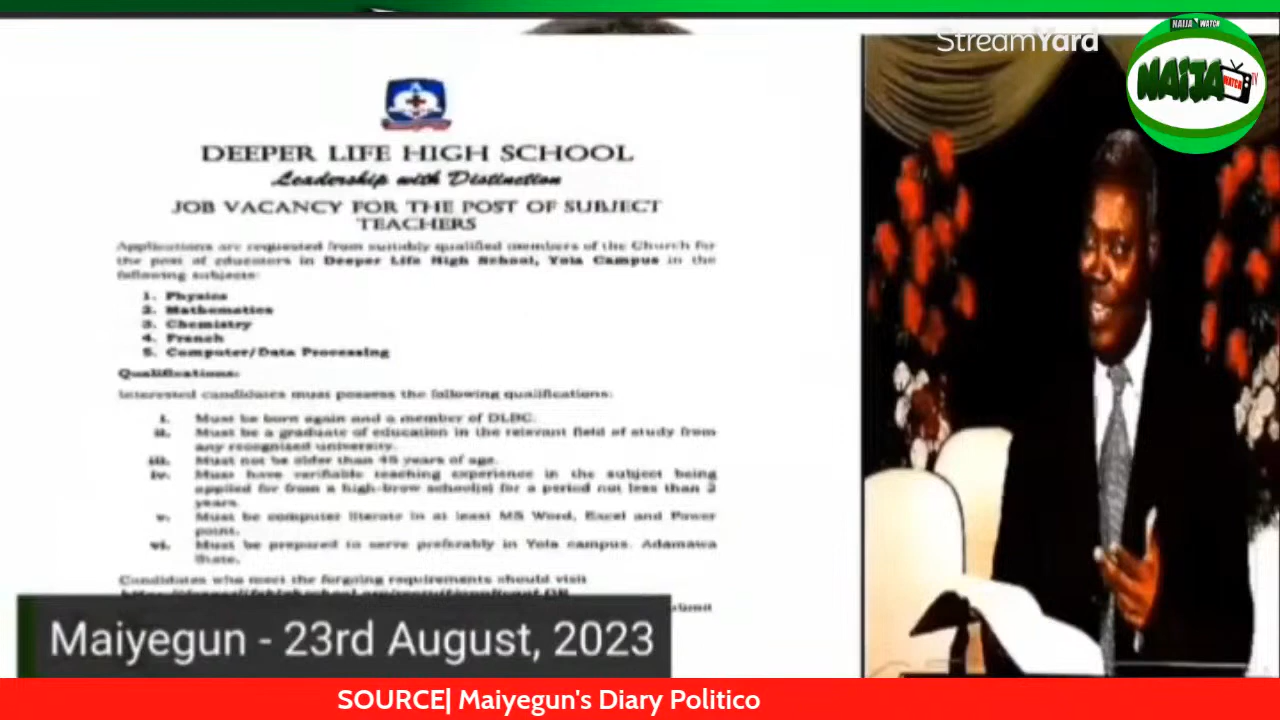 NAIJA WATCH
StreamYard
NAIJA
WATCH
TV
DEEPER LIFE HIGH SCHOOL
Leadership with Distinction
JOB VACANCY FOR THE POST OF SUBJECT
TEACHERS
Applications are requested from suitably qualified members of the Church for
the post of educators in Deeper Life High School, Yola Campus in the
following subjects:
1. Physics
2. Mathematics
3. Chemistry
4. French
5. Computer/Data Processing
Qualifications:
Interested candidates must possess the following qualifications:
i. Must be born again and a member of DLBC.
ii. Must be a graduate of education in the relevant field of study from
any recognized university.
iii. Must not be older than 45 years of age.
iv. Must have verifiable teaching experience in the subject being
applied for from a high-brow school(s) for a period not less than
years.
v. Must be computer literate in at least MS Word, Excel and Power
point.
vi. Must be prepared to serve preferably in Yola campus, Adamawa
State.
Candidates who meet the forgoing requirements should visit
OR
submit
Maiyegun - 23rd August, 2023
SOURCE| Maiyegun's Diary Politico